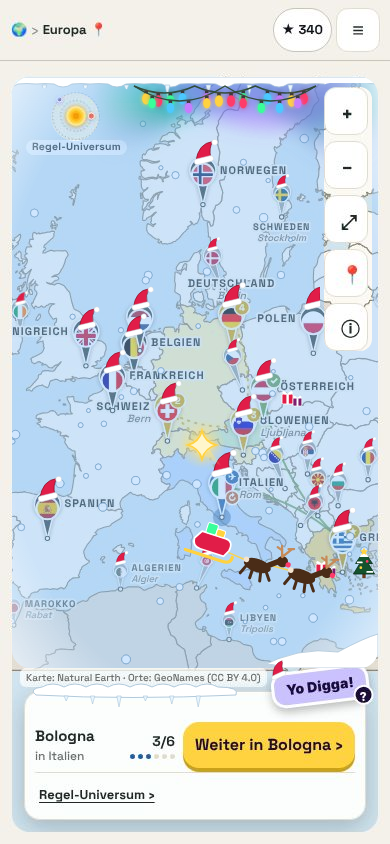 > Europa
★ 340
≡
+
Regel-Universum
NORWEGEN
−
SCHWEDEN
Stockholm
DEUTSCHLAND
NIGREICH
POLEN
BELGIEN
FRANKREICH
ÖSTERREICH
SCHWEIZ
Bern
Ljubljana
SPANIEN
ITALIEN
Rom
GRI
ALGERIEN
Algier
MAROKKO
Rabat
LIBYEN
Tripolis
Karte: Natural Earth · Orte: GeoNames (CC BY 4.0)
Yo Digga!
?
Bologna
3/6
in Italien
Weiter in Bologna >
Regel-Universum >